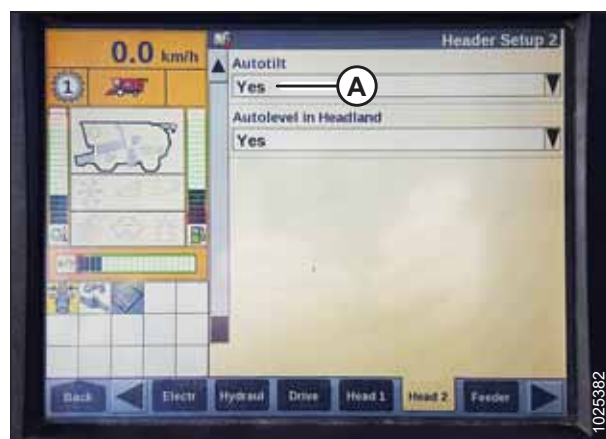 0.0 km/h
Header Setup 2
1
Autotilt
Yes
A
Autolevel in Headland
Yes
Back
Electr
Hydraul
Drive
Head 1
Head 2
Feeder
1025382